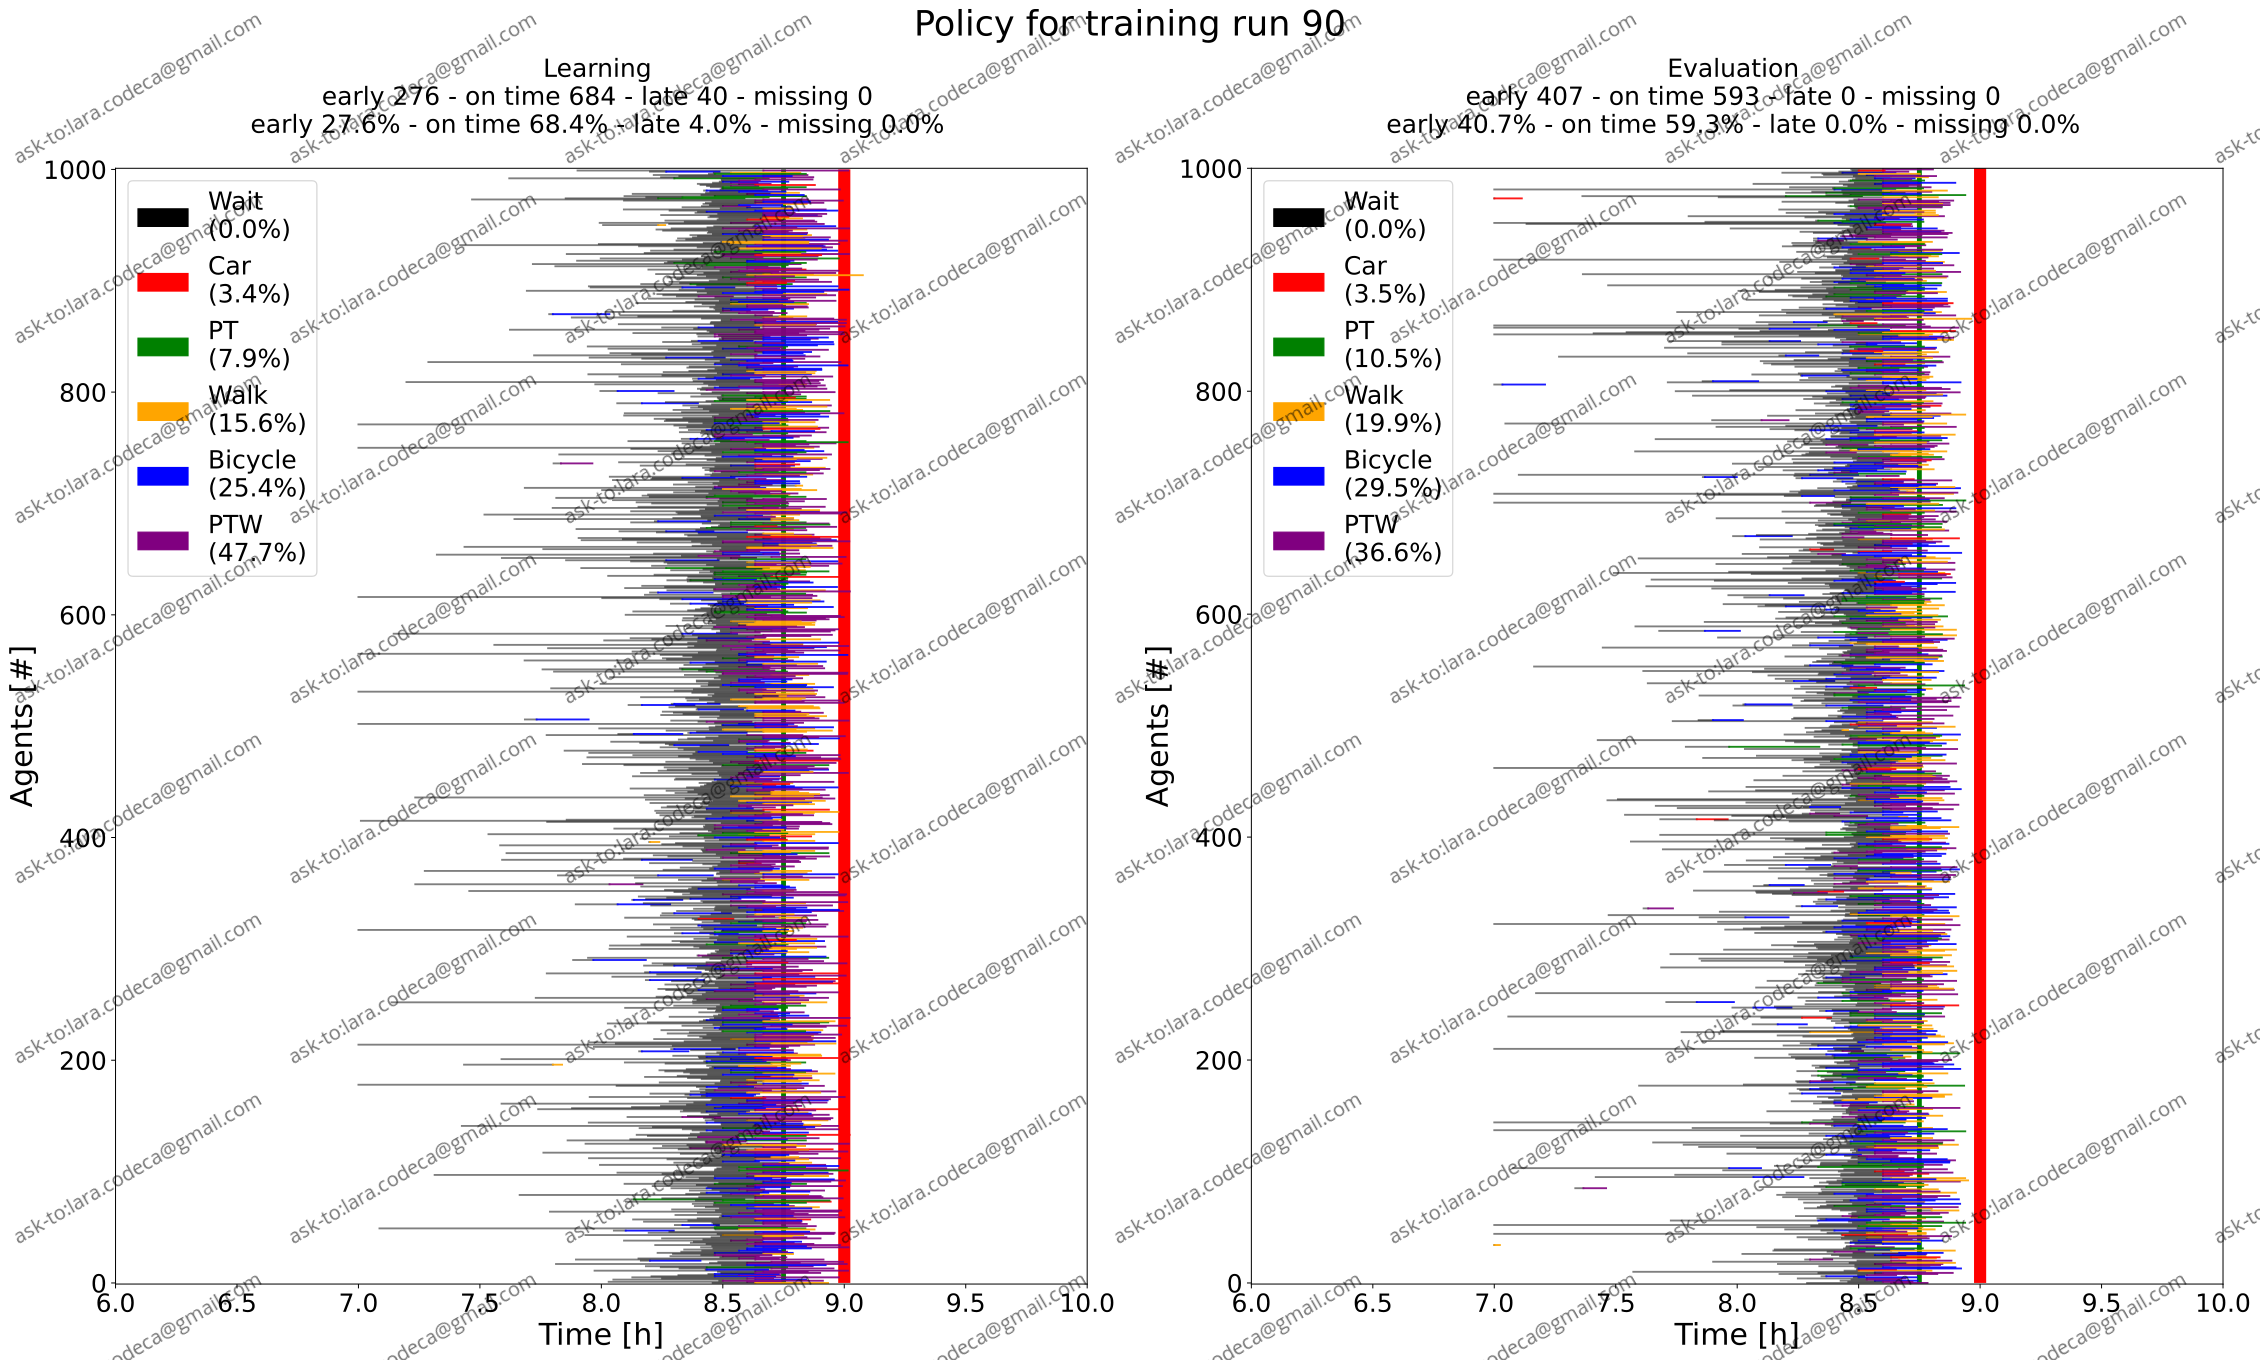 Policy for training run 90
Learning
early 276 - on time 684 - late 40 - missing 0
early 27.6% - on time 68.4% - late 4.0% - missing 0.0%
Wait
(0.0%)
Car
(3.4%)
PT
(7.9%)
Walk
(15.6%)
Bicycle
(25.4%)
PTW
(47.7%)
Agents [#]
1000
800
600
400
200
0
6.0 6.5 7.0 7.5 8.0 8.5 9.0 9.5 10.0
Time [h]
Evaluation
early 407 - on time 593 - late 0 - missing 0
early 40.7% - on time 59.3% - late 0.0% - missing 0.0%
Wait
(0.0%)
Car
(3.5%)
PT
(10.5%)
Walk
(19.9%)
Bicycle
(29.5%)
PTW
(36.6%)
Agents [#]
1000
800
600
400
200
0
6.0 6.5 7.0 7.5 8.0 8.5 9.0 9.5 10.0
Time [h]
ask-to:lara.codeca@gmail.com